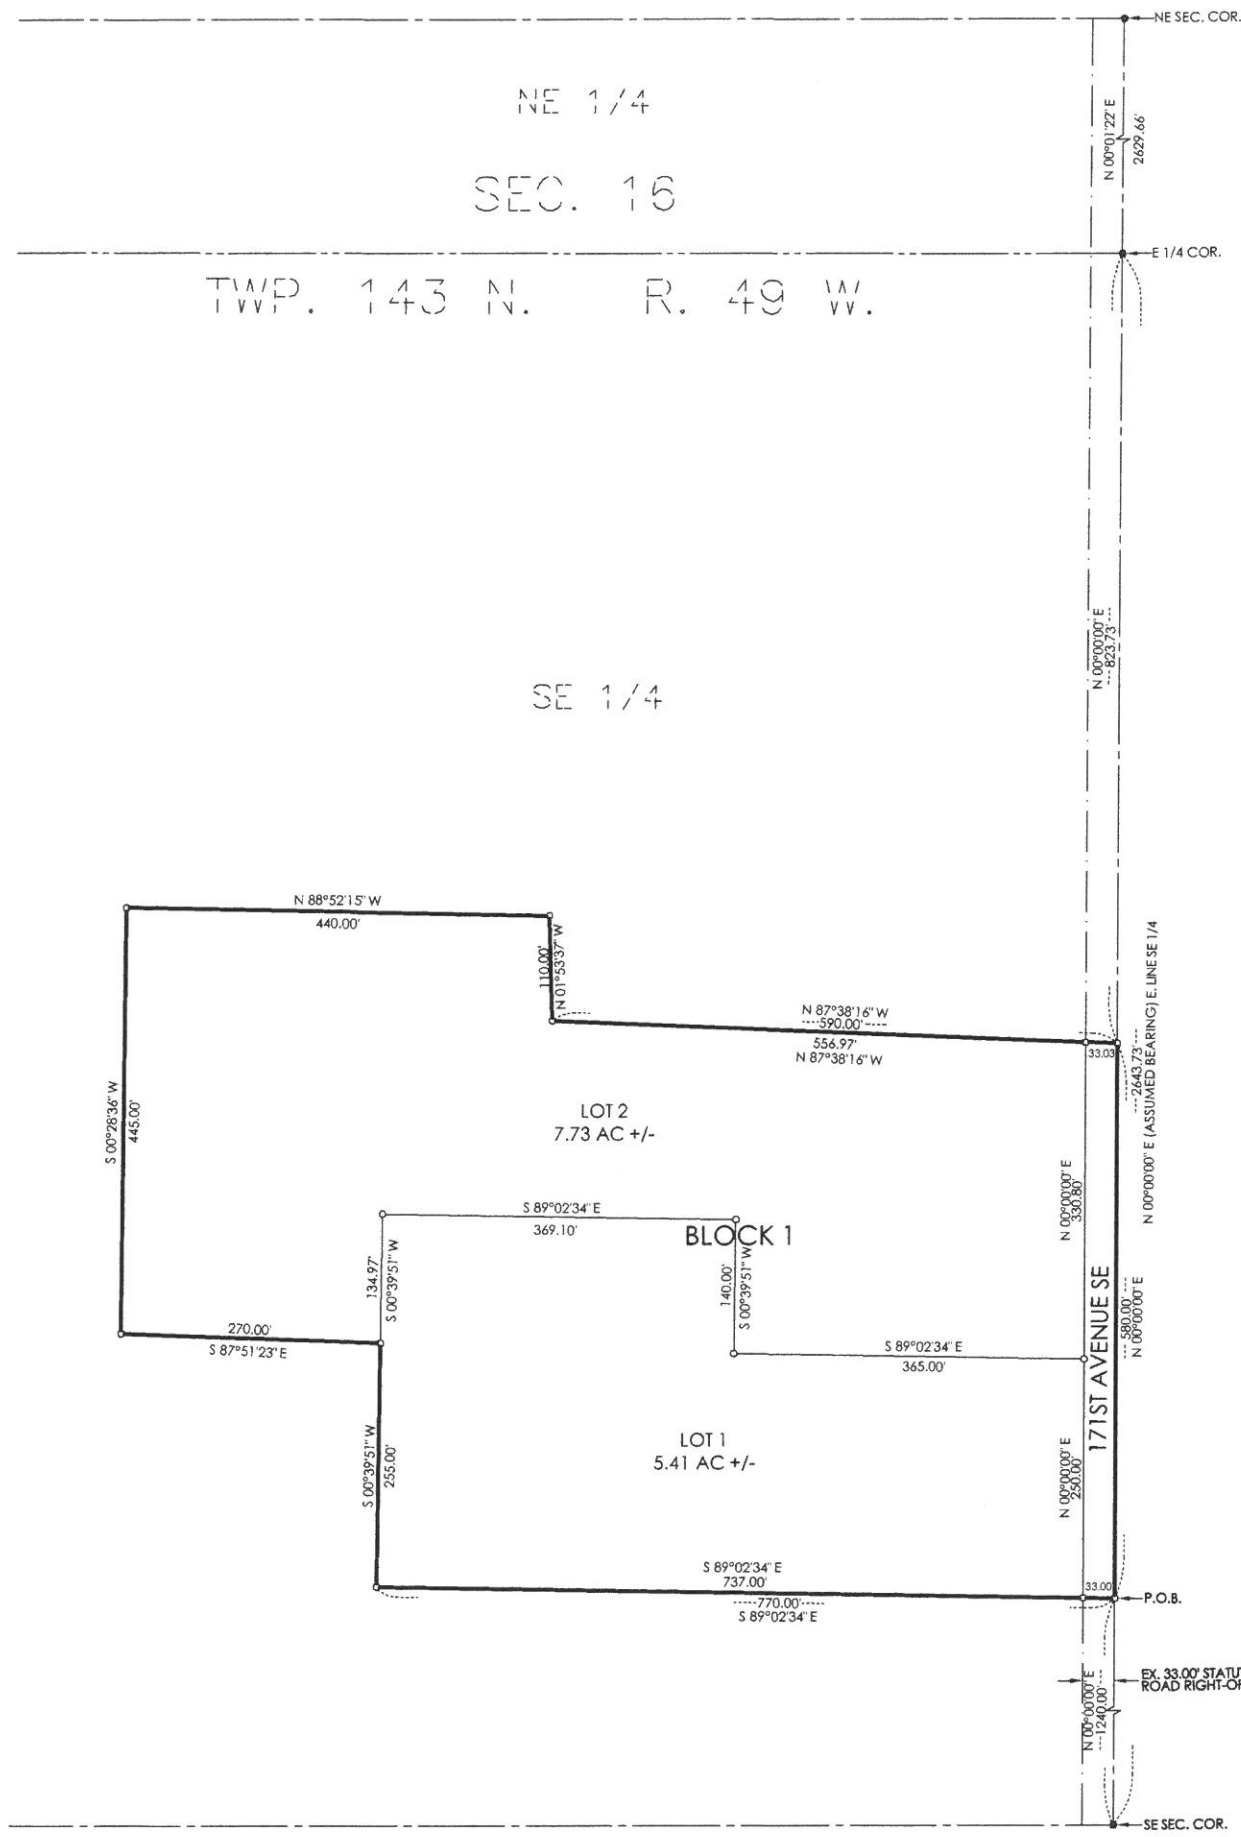 NE SEC. COR.
NE 1/4
N 00°01'22" E
2629.66'
SEC. 16
E 1/4 COR.
TWP. 143 N. R. 49 W.
N 00°00'00" E
823.73'
SE 1/4
N 88°52'15" W
440.00'
110.00'
N 01°53'37" W
N 87°38'16" W
590.00'
556.97'
N 87°38'16" W
33.03
2643.73'
N 00°00'00" E (ASSUMED BEARING) E. LINE SE 1/4
S 00°28'36" W
445.00'
LOT 2
7.73 AC +/-
N 00°00'00" E
330.80'
S 89°02'34" E
369.10'
BLOCK 1
134.97'
S 00°39'51" W
140.00'
S 00°39'51" W
270.00'
S 87°51'23" E
S 89°02'34" E
365.00'
171ST AVENUE SE
580.00'
N 00°00'00" E
LOT 1
5.41 AC +/-
S 00°39'51" W
255.00'
N 00°00'00" E
250.00'
S 89°02'34" E
737.00'
770.00'
S 89°02'34" E
33.00'
P.O.B.
EX. 33.00' STATUT
ROAD RIGHT-OF
N 00°00'00" E
1240.00'
SE SEC. COR.